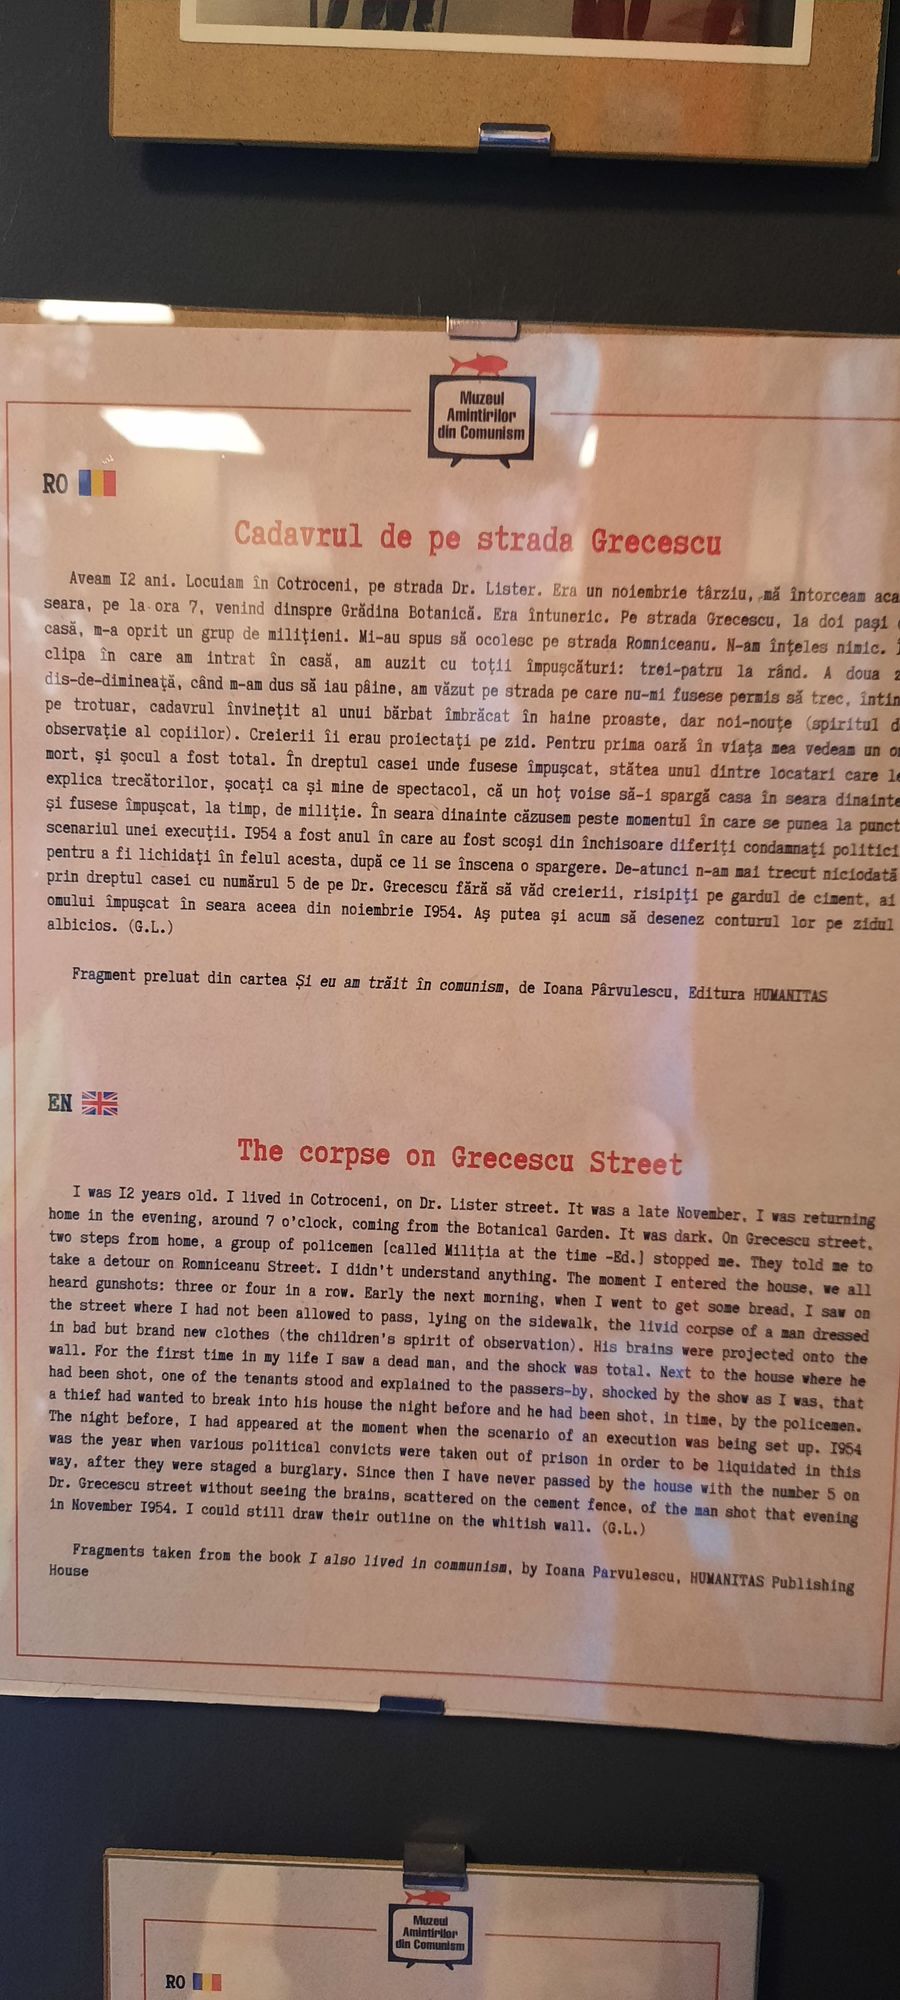 Muzeul
Amintirilor
din Comunism
RO
Cadavrul de pe strada Grecescu
Aveam I2 ani. Locuiam în Cotroceni, pe strada Dr. Lister. Era un noiembrie târziu, mă întorceam
seara, pe la ora 7, venind dinspre Grădina Botanică. Era întuneric. Pe strada Grecescu, la doi pași
casă, m-a oprit un grup de milițieni. Mi-au spus să ocolesc pe strada Romniceanu. N-am înțeles nimic.
clipa în care am intrat în casă, am auzit cu toții împușcături: trei-patru la rând. A doua
dis-de-dimineață, când m-am dus să iau pâine, am văzut pe strada pe care nu-mi fusese permis să trec,
pe trotuar, cadavrul învinețit al unui bărbat îmbrăcat în haine proaste, dar noi-nouțe (spiritul
observație al copiilor). Creierii îi erau proiectați pe zid. Pentru prima oară în viața mea vedeam un
mort, și șocul a fost total. În dreptul casei unde fusese împușcat, stătea unul dintre locatari care
explica trecătorilor, șocați ca și mine de spectacol, că un hoț voise să-i spargă casa în seara dinainte
și fusese împușcat, la timp, de miliție. În seara dinainte căzusem peste momentul în care se punea la punct
scenariul unei execuții. I954 a fost anul în care au fost scoși din închisoare diferiți condamnați politici
pentru a fi lichidați în felul acesta, după ce li se înscena o spargere. De-atunci n-am mai trecut niciodată
prin dreptul casei cu numărul 5 de pe Dr. Grecescu fără să văd creierii, risipiți pe gardul de ciment, ai
omului împușcat în seara aceea din noiembrie I954. Aș putea și acum să desenez conturul lor pe zidul
albicios. (G.L.)
Fragment preluat din cartea Și eu am trăit în comunism, de Ioana Pârvulescu, Editura HUMANITAS
EN
The corpse on Grecescu Street
I was I2 years old. I lived in Cotroceni, on Dr. Lister street. It was a late November, I was returning
home in the evening, around 7 o'clock, coming from the Botanical Garden. It was dark. On Grecescu street,
two steps from home, a group of policemen [called Miliția at the time -Ed.] stopped me. They told me to
take a detour on Romniceanu Street. I didn't understand anything. The moment I entered the house, we all
heard gunshots: three or four in a row. Early the next morning, when I went to get some bread, I saw on
the street where I had not been allowed to pass, lying on the sidewalk, the livid corpse of a man dressed
in bad but brand new clothes (the children's spirit of observation). His brains were projected onto the
wall. For the first time in my life I saw a dead man, and the shock was total. Next to the house where he
had been shot, one of the tenants stood and explained to the passers-by, shocked by the show as I was, that
a thief had wanted to break into his house the night before and he had been shot, in time, by the policemen.
The night before, I had appeared at the moment when the scenario of an execution was being set up. I954
was the year when various political convicts were taken out of prison in order to be liquidated in this
way, after they were staged a burglary. Since then I have never passed by the house with the number 5 on
Dr. Grecescu street without seeing the brains, scattered on the cement fence, of the man shot that evening
in November I954. I could still draw their outline on the whitish wall. (G.L.)
Fragments taken from the book I also lived in communism, by Ioana Parvulescu, HUMANITAS Publishing
House
Muzeul
Amintirilor
din Comunism
RO